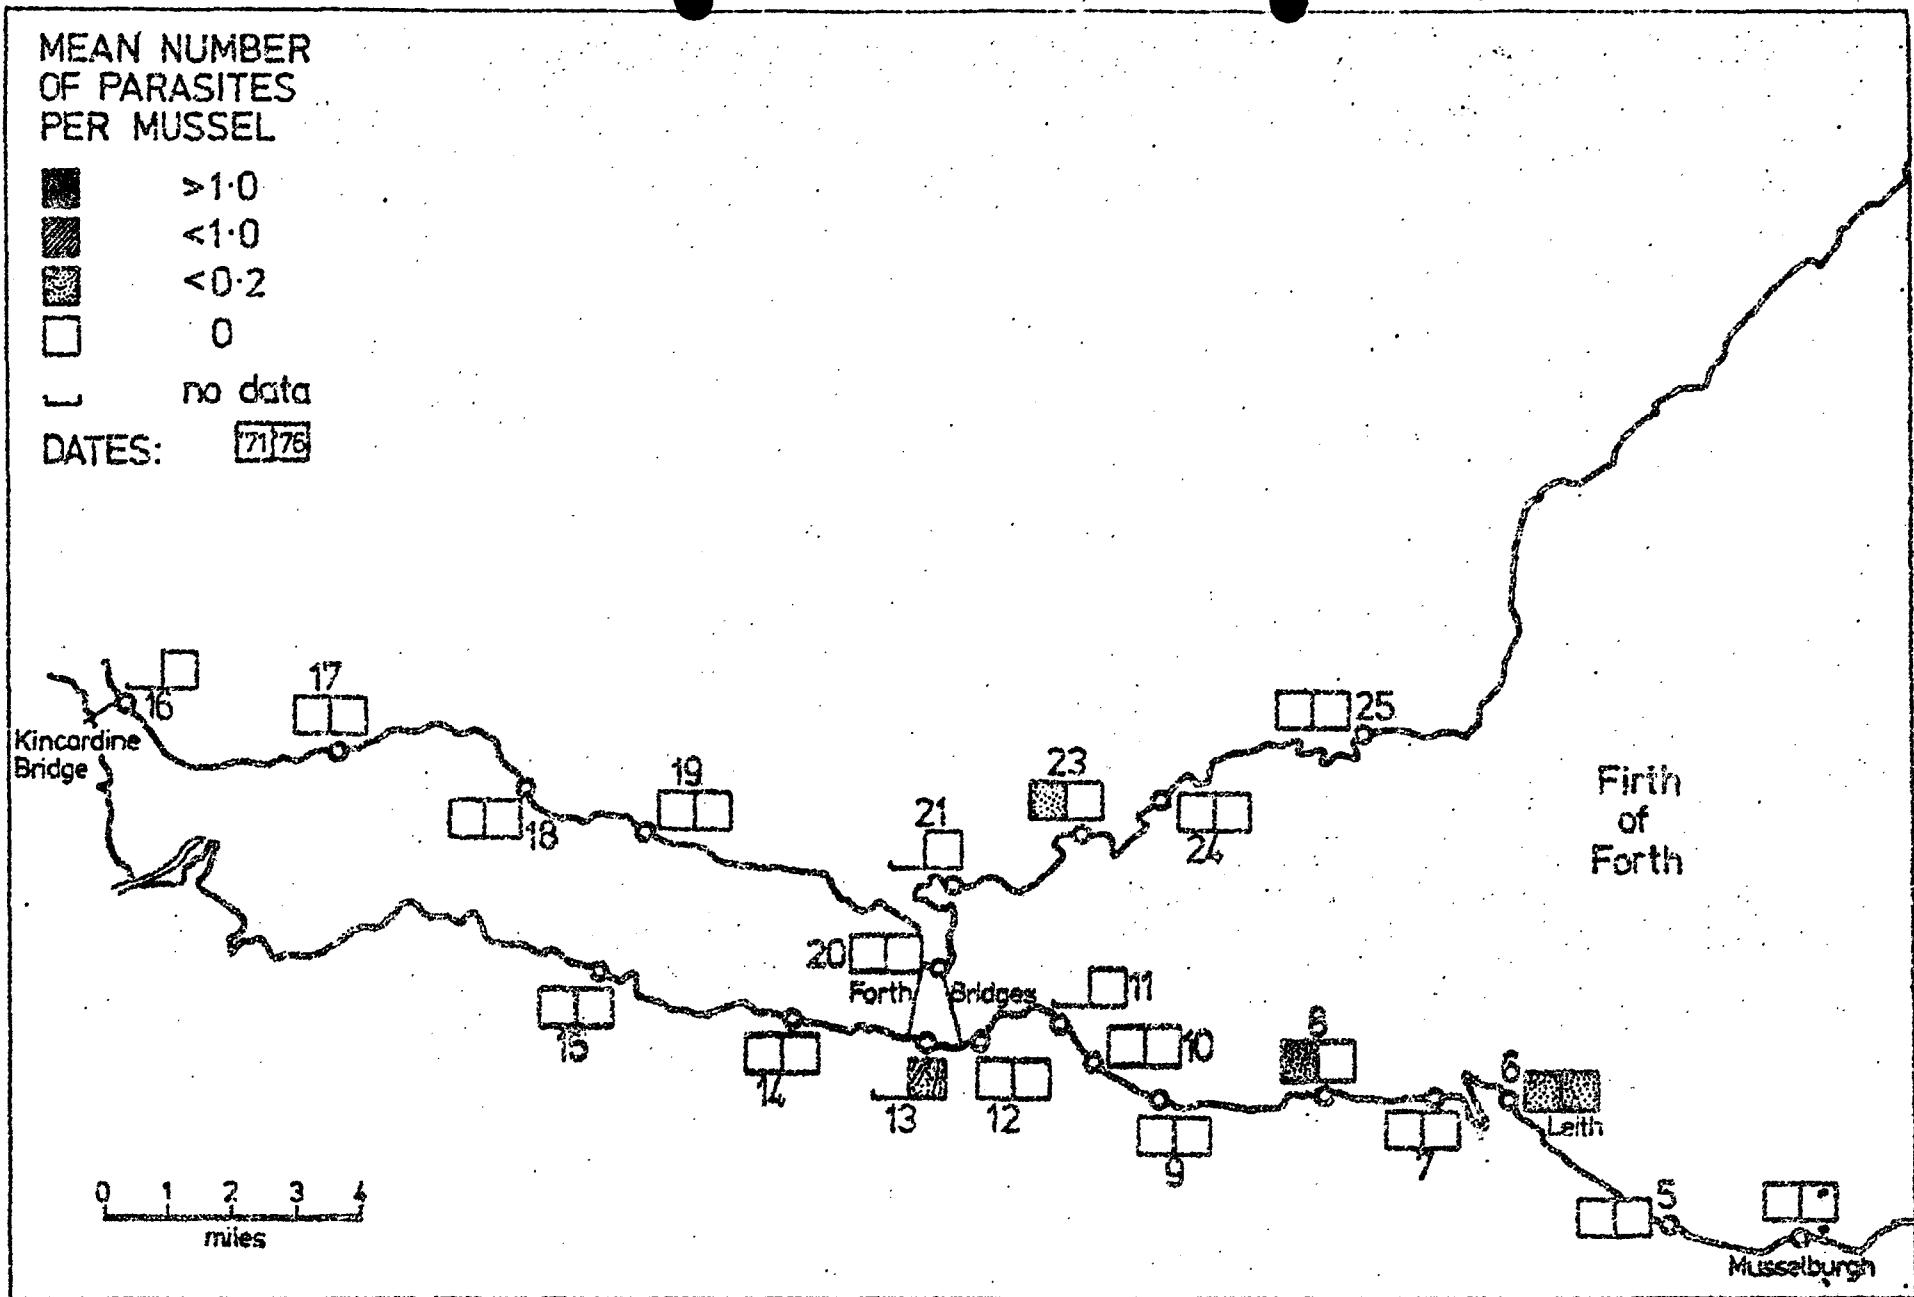 MEAN NUMBER
OF PARASITES
PER MUSSEL
>1·0
<1·0
<0·2
0
no data
DATES: '71 '76
16
17
Kincardine
Bridge
18
19
21
23
24
25
Firth
of
Forth
20
Forth Bridges
11
10
8
6
Leith
15
14
13
12
9
7
5
Musselburgh
0 1 2 3 4
miles